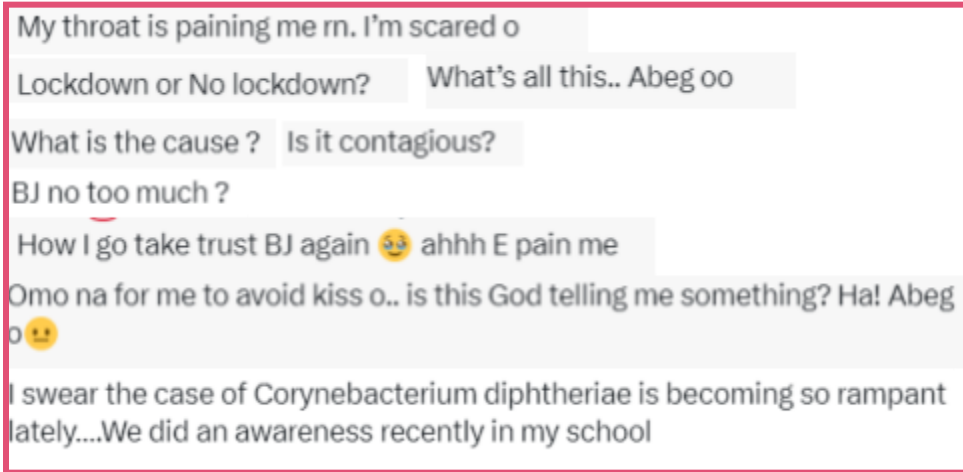 My throat is paining me rn. I'm scared o
Lockdown or No lockdown?
What's all this.. Abeg oo
What is the cause ?
Is it contagious?
BJ no too much ?
How I go take trust BJ again 🥹 ahhh E pain me
Omo na for me to avoid kiss o.. is this God telling me something? Ha! Abeg
o😐
I swear the case of Corynebacterium diphtheriae is becoming so rampant
lately....We did an awareness recently in my school